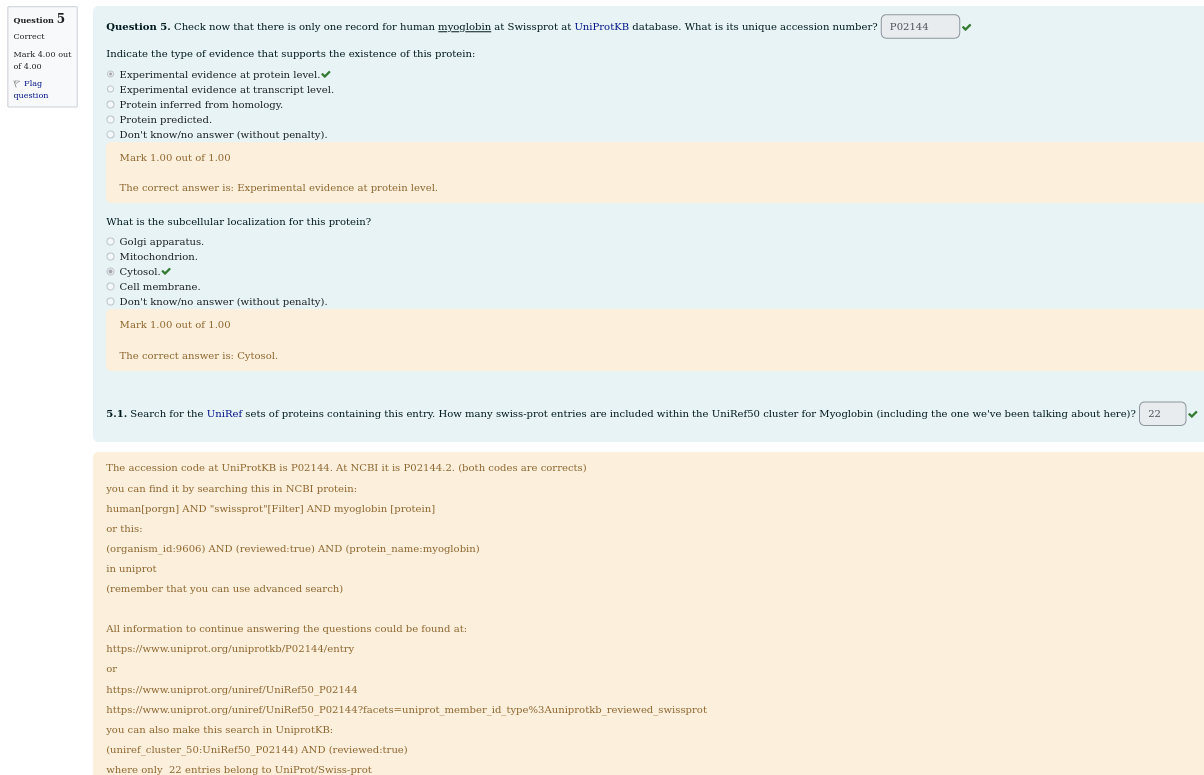 Question 5
Correct
Mark 4.00 out
of 4.00
Flag
question
Question 5. Check now that there is only one record for human myoglobin at Swissprot at UniProtKB database. What is its unique accession number? P02144
Indicate the type of evidence that supports the existence of this protein:
Experimental evidence at protein level.
Experimental evidence at transcript level.
Protein inferred from homology.
Protein predicted.
Don't know/no answer (without penalty).
Mark 1.00 out of 1.00
The correct answer is: Experimental evidence at protein level.
What is the subcellular localization for this protein?
Golgi apparatus.
Mitochondrion.
Cytosol.
Cell membrane.
Don't know/no answer (without penalty).
Mark 1.00 out of 1.00
The correct answer is: Cytosol.
5.1. Search for the UniRef sets of proteins containing this entry. How many swiss-prot entries are included within the UniRef50 cluster for Myoglobin (including the one we've been talking about here)? 22
The accession code at UniProtKB is P02144. At NCBI it is P02144.2. (both codes are corrects)
you can find it by searching this in NCBI protein:
human[porgn] AND "swissprot"[Filter] AND myoglobin [protein]
or this:
(organism_id:9606) AND (reviewed:true) AND (protein_name:myoglobin)
in uniprot
(remember that you can use advanced search)
All information to continue answering the questions could be found at:
https://www.uniprot.org/uniprotkb/P02144/entry
or
https://www.uniprot.org/uniref/UniRef50_P02144
https://www.uniprot.org/uniref/UniRef50_P02144?facets=uniprot_member_id_type%3Auniprotkb_reviewed_swissprot
you can also make this search in UniprotKB:
(uniref_cluster_50:UniRef50_P02144) AND (reviewed:true)
where only 22 entries belong to UniProt/Swiss-prot